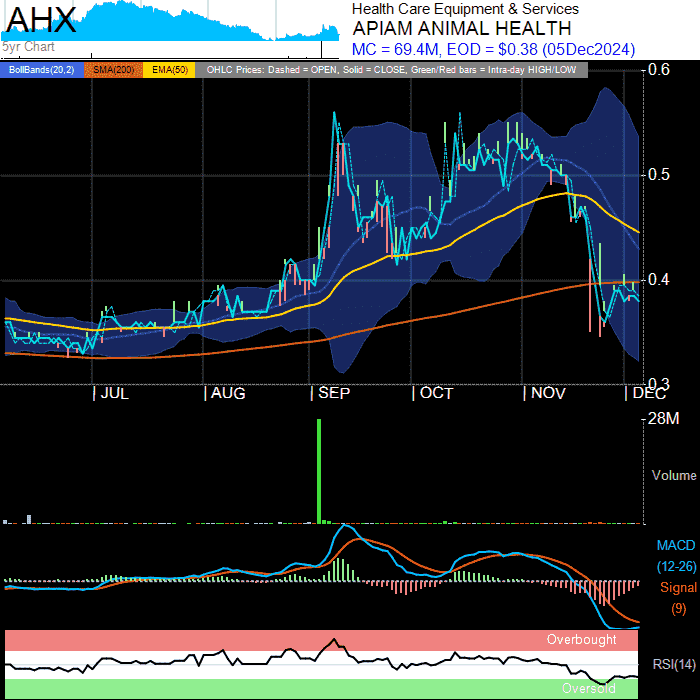 AHX
5yr Chart
Health Care Equipment & Services
APIAM ANIMAL HEALTH
MC = 69.4M, EOD = $0.38 (05Dec2024)
BollBands(20,2) SMA(200) EMA(50) OHLC Prices: Dashed = OPEN, Solid = CLOSE, Green/Red bars = Intra-day HIGH/LOW
0.6
0.5
0.4
0.3
JUL AUG SEP OCT NOV DEC
28M
Volume
MACD
(12-26)
Signal
(9)
Overbought
RSI(14)
Oversold